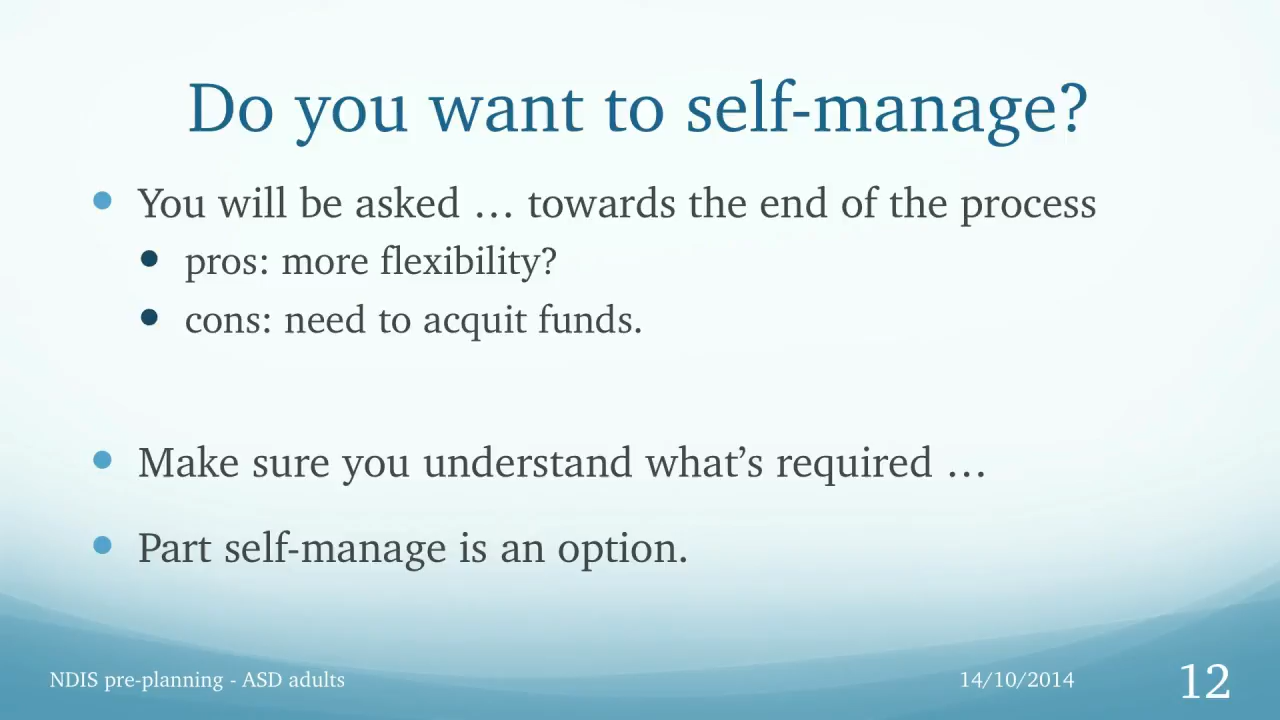 Do you want to self-manage?
You will be asked … towards the end of the process
pros: more flexibility?
cons: need to acquit funds.
Make sure you understand what’s required …
Part self-manage is an option.
NDIS pre-planning - ASD adults
14/10/2014
12